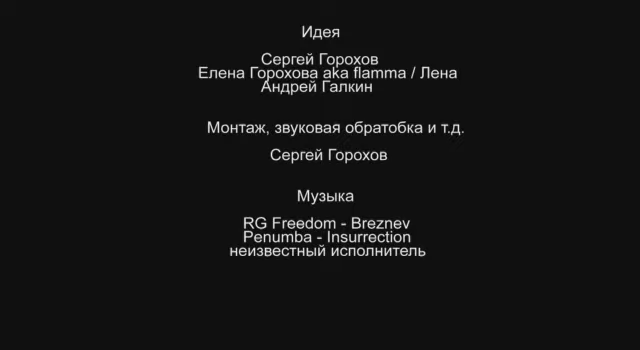 Идея
Сергей Горохов
Елена Горохова aka flamma / Лена
Андрей Галкин
Монтаж, звуковая обратобка и т.д.
Сергей Горохов
Музыка
RG Freedom - Breznev
Penumba - Insurrection
неизвестный исполнитель